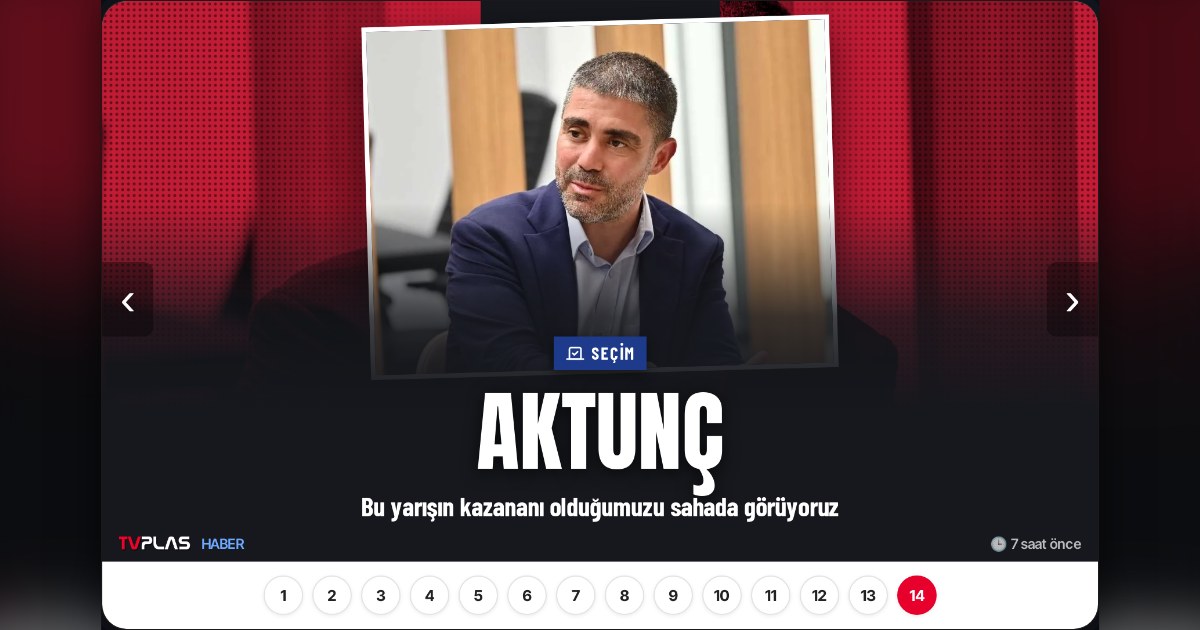 SEÇİM
AKTUNÇ
Bu yarışın kazananı olduğumuzu sahada görüyoruz
TVPLAS HABER
7 saat önce
1 2 3 4 5 6 7 8 9 10 11 12 13 14